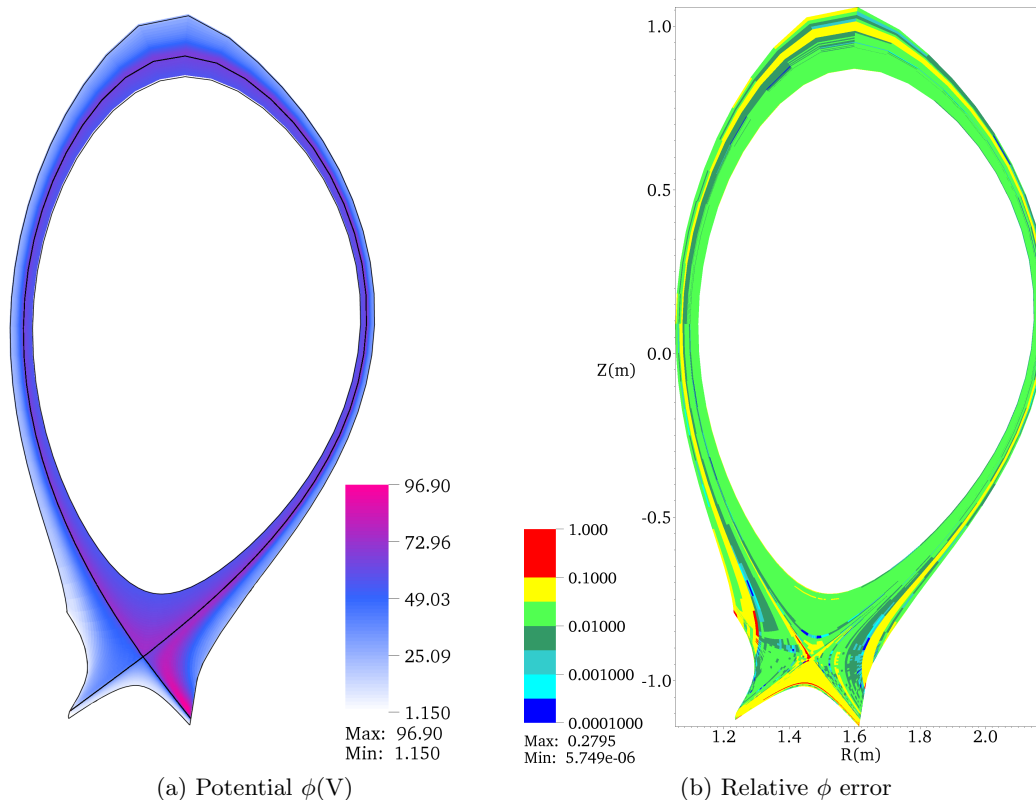 96.90
72.96
49.03
25.09
1.150
Max: 96.90
Min: 1.150
(a) Potential ϕ(V)
1.0
0.5
0.0
-0.5
-1.0
Z(m)
1.2
1.4
1.6
1.8
2.0
R(m)
1.000
0.1000
0.01000
0.001000
0.0001000
Max: 0.2795
Min: 5.749e-06
(b) Relative ϕ error